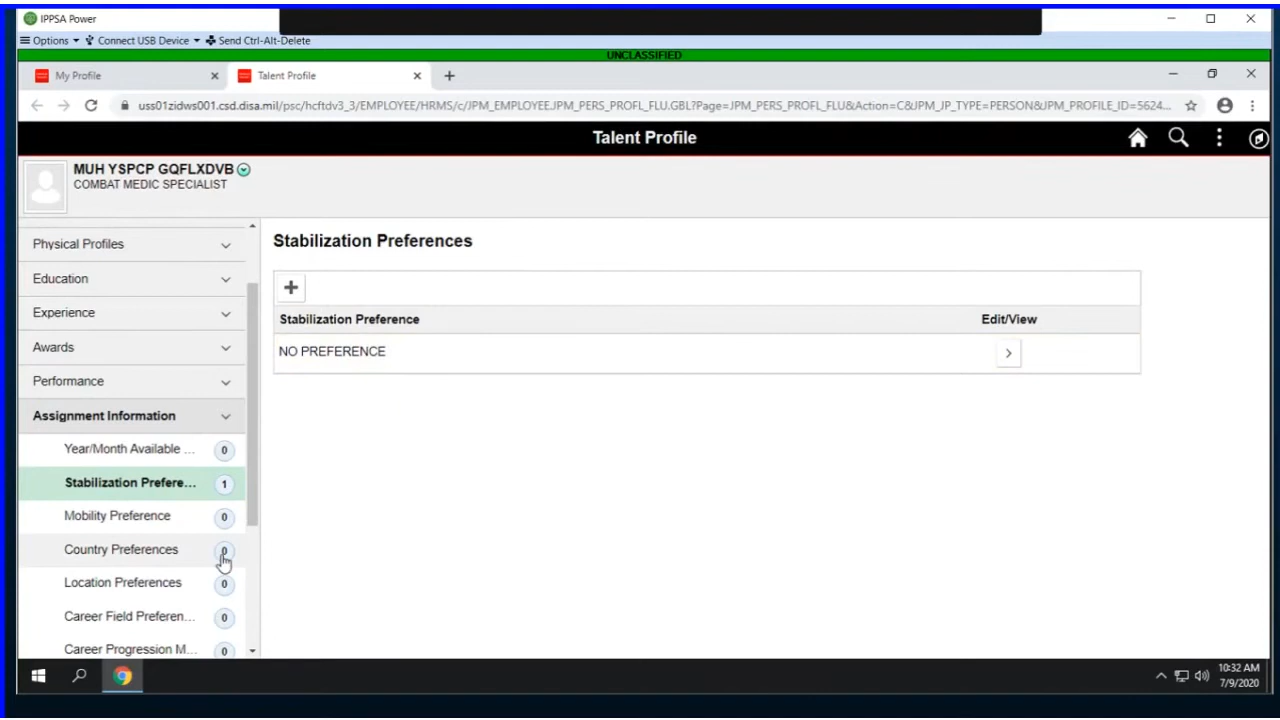 IPPSA Power
Options Connect USB Device Send Ctrl-Alt-Delete
UNCLASSIFIED
My Profile Talent Profile
uss01zidws001.csd.disa.mil/psc/hcftdv3_3/EMPLOYEE/HRMS/c/JPM_EMPLOYEE.JPM_PERS_PROFL_FLU.GBL?Page=JPM_PERS_PROFL_FLU&Action=C&JPM_JP_TYPE=PERSON&JPM_PROFILE_ID=5624...
Talent Profile
MUH YSPCP GQFLXDVB
COMBAT MEDIC SPECIALIST
Physical Profiles
Education
Experience
Awards
Performance
Assignment Information
Year/Month Available ... 0
Stabilization Prefere... 1
Mobility Preference 0
Country Preferences 0
Location Preferences 0
Career Field Preferen... 0
Career Progression M... 0
Stabilization Preferences
Stabilization Preference Edit/View
NO PREFERENCE
10:32 AM
7/9/2020